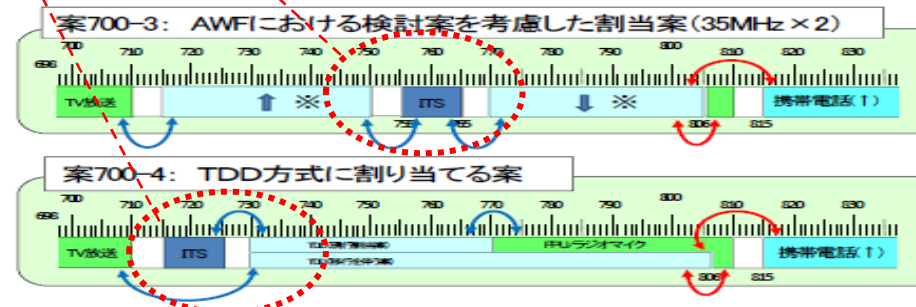 案700-3: AWFにおける検討案を考慮した割当案(35MHz×2)
700 710 720 730 740 750 760 770 780 790 800 810 820 830
698
TV放送 ⬆ ※ ITS ⬇ ※ 携帯電話(↑)
755 765 806 815
案700-4: TDD方式に割り当てる案
700 710 720 730 740 750 760 770 780 790 800 810 820 830
698
TV放送 ITS FPU/ラジオマイク 携帯電話(↑)
806 815